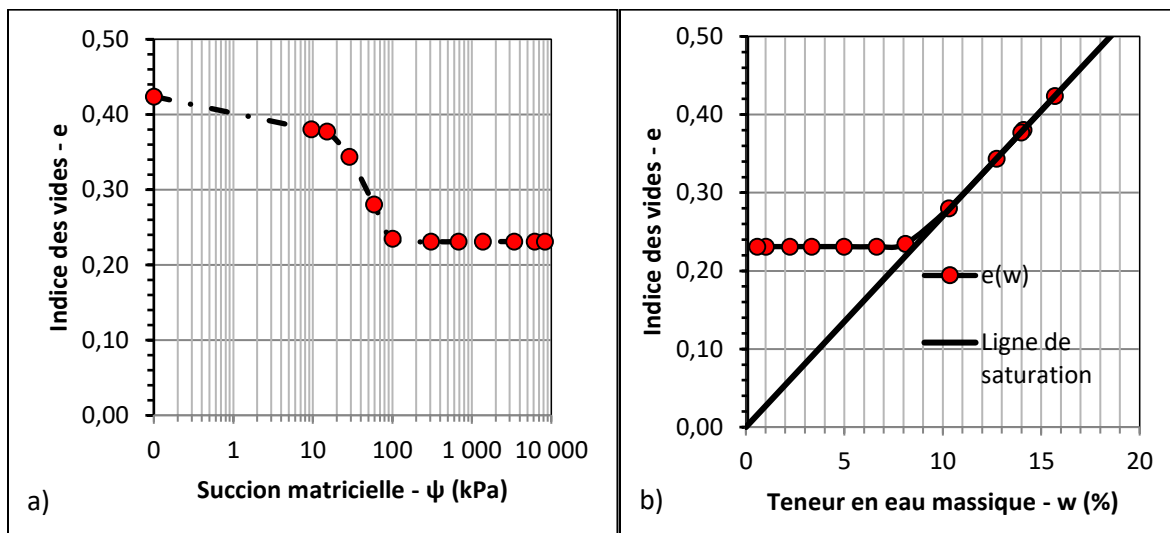 0,50
0,40
0,30
0,20
0,10
0,00
Indice des vides - e
0 1 10 100 1 000 10 000
Succion matricielle - ψ (kPa)
a)
0,50
0,40
0,30
0,20
0,10
0,00
Indice des vides - e
e(w)
Ligne de
saturation
0 5 10 15 20
Teneur en eau massique - w (%)
b)